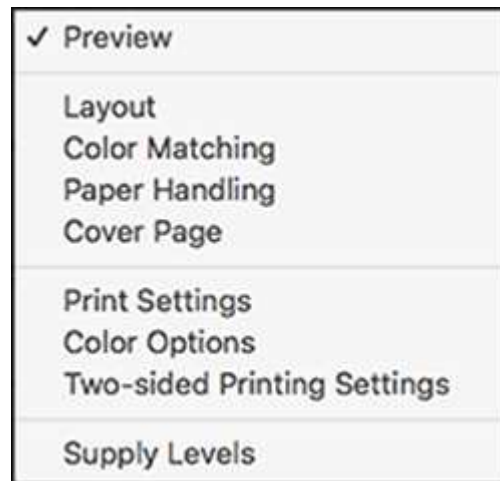 ✓ Preview
Layout
Color Matching
Paper Handling
Cover Page
Print Settings
Color Options
Two-sided Printing Settings
Supply Levels